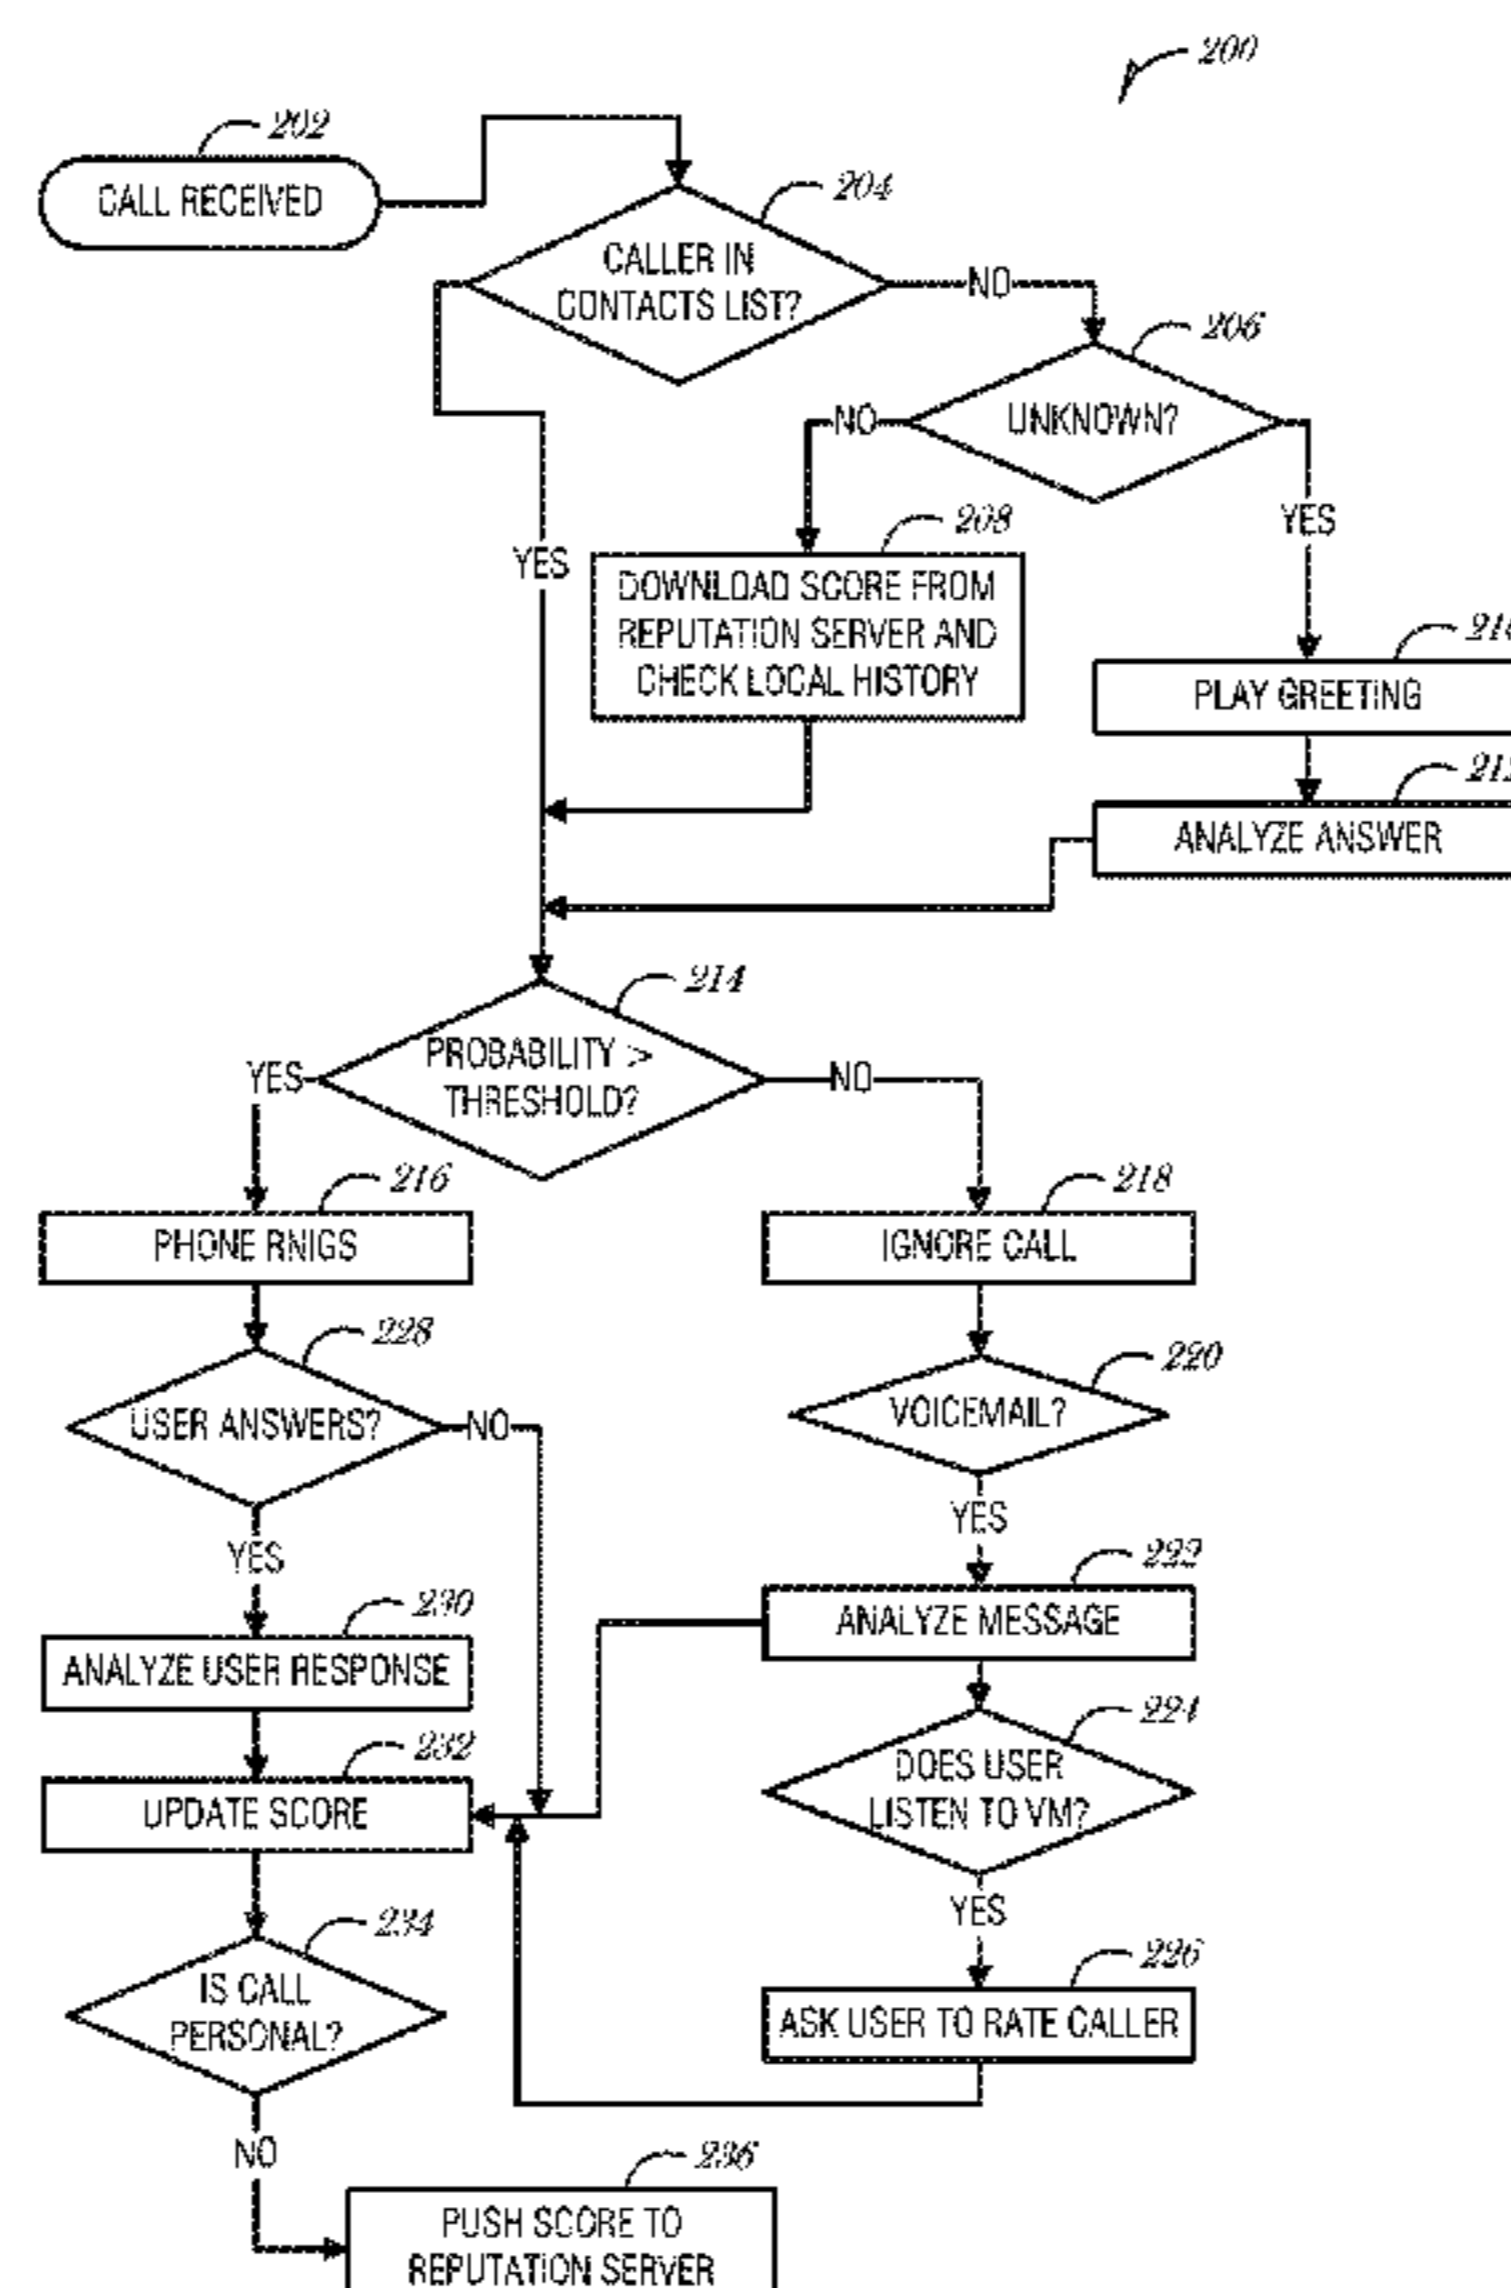 200
202
CALL RECEIVED
204
CALLER IN
CONTACTS LIST?
NO
206
UNKNOWN?
NO
YES
YES
208
DOWNLOAD SCORE FROM
REPUTATION SERVER AND
CHECK LOCAL HISTORY
PLAY GREETING
ANALYZE ANSWER
214
PROBABILITY >
THRESHOLD?
YES
NO
216
PHONE RNIGS
218
IGNORE CALL
228
USER ANSWERS?
NO
220
VOICEMAIL?
YES
YES
230
ANALYZE USER RESPONSE
222
ANALYZE MESSAGE
232
UPDATE SCORE
224
DOES USER
LISTEN TO VM?
YES
234
IS CALL
PERSONAL?
226
ASK USER TO RATE CALLER
NO
236
PUSH SCORE TO
REPUTATION SERVER